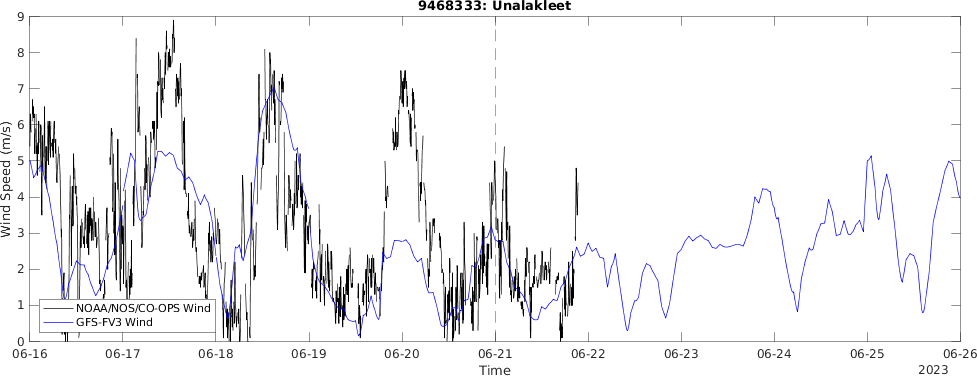 9468333: Unalakleet
9
8
7
6
5
4
3
2
1
0
Wind Speed (m/s)
NOAA/NOS/CO-OPS Wind
GFS-FV3 Wind
06-16 06-17 06-18 06-19 06-20 06-21 06-22 06-23 06-24 06-25 06-26
Time
2023